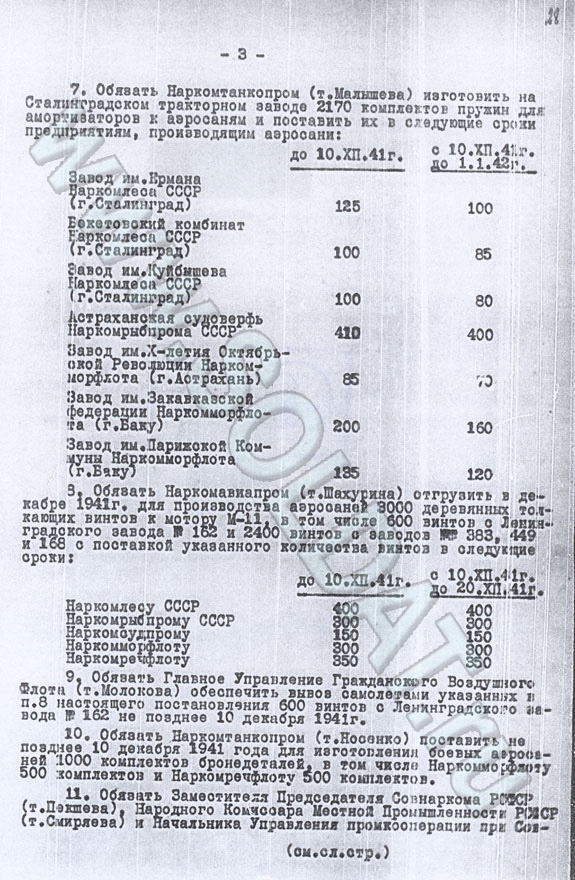 28
- 3 -
7. Обязать Наркомтанкопром (т.Малышева) изготовить на
Сталинградском тракторном заводе 2170 комплектов пружин для
амортизаторов к аэросаням и поставить их в следующие сроки
предприятиям, производящим аэросани:
до 10.ХП.41г. с 10.ХП.41г.
до 1.1.42г.
Завод им.Ермана
Наркомлеса СССР
(г.Сталинград) 125 100
Бекетовский комбинат
Наркомлеса СССР
(г.Сталинград) 100 85
Завод им.Куйбышева
Наркомлеса СССР
(г.Сталинград) 100 80
Астраханская судоверфь
Наркомрыбпрома СССР 410 400
Завод им.Х-летия Октябрь-
ской Революции Нарком-
морфлота (г.Астрахань) 85 70
Завод им.Закавказской
федерации Наркомморфло-
та (г.Баку) 200 160
Завод им.Парижской Ком-
муны Наркомморфлота
(г.Баку) 135 120
8. Обязать Наркомавиапром (т.Шахурина) отгрузить в де-
кабре 1941г. для производства аэросаней 3000 деревянных тол-
кающих винтов к мотору М-11, в том числе 600 винтов с Ленин-
градского завода № 162 и 2400 винтов с заводов №№ 383, 449
и 168 с поставкой указанного количества винтов в следующие
сроки:
до 10.ХП.41г. с 10.ХП.41г.
до 20.ХП.41г.
Наркомлесу СССР 400 400
Наркомрыбпрому СССР 300 300
Наркомсудпрому 150 150
Наркомморфлоту 300 300
Наркомречфлоту 350 350
9. Обязать Главное Управление Гражданского Воздушного
Флота (т.Молокова) обеспечить вывоз самолетами указанных в
п.8 настоящего постановления 600 винтов с Ленинградского за-
вода № 162 не позднее 10 декабря 1941г.
10. Обязать Наркомтанкопром (т.Носенко) поставить не
позднее 10 декабря 1941 года для изготовления боевых аэроса-
ней 1000 комплектов бронедеталей, в том числе Наркомморфлоту
500 комплектов и Наркомречфлоту 500 комплектов.
11. Обязать Заместителя Председателя Совнаркома РСФСР
(т.Пекшева), Народного Комиссара Местной Промышленности РСФСР
(т.Смиряева) и Начальника Управления промкооперации при Сов-
(см.сл.стр.)
www.SOLDAT.ru